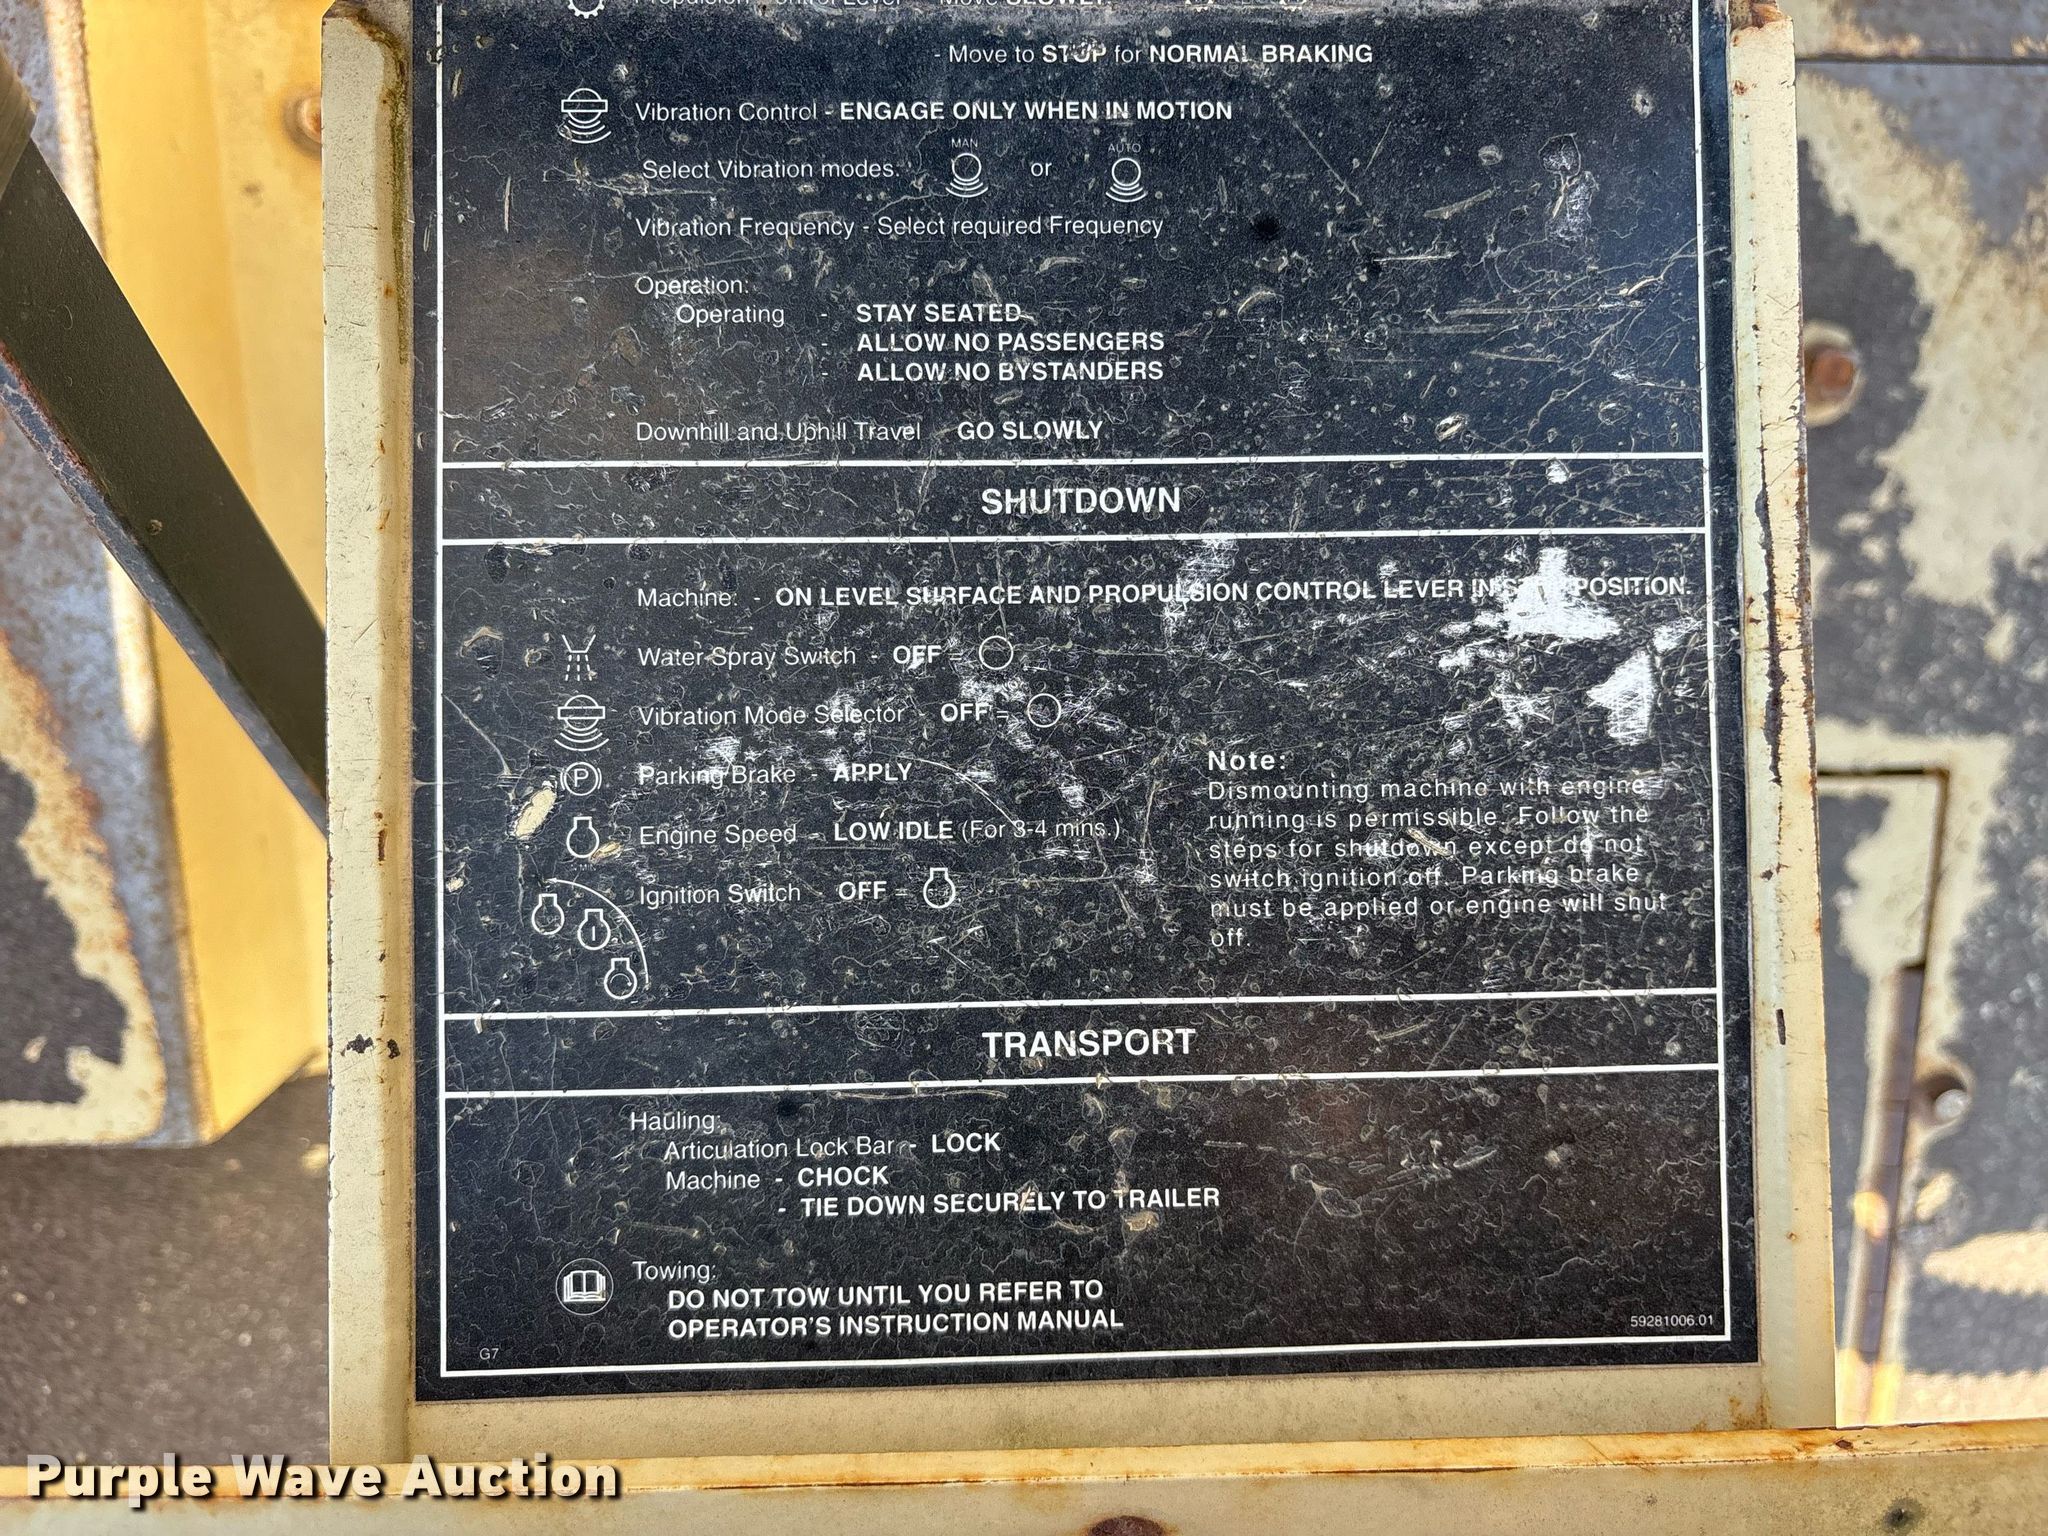 Propulsion Control Lever - Move SLOWLY
- Move to STOP for NORMAL BRAKING
Vibration Control - ENGAGE ONLY WHEN IN MOTION
MAN AUTO
Select Vibration modes: or
Vibration Frequency - Select required Frequency
Operation:
Operating - STAY SEATED
- ALLOW NO PASSENGERS
- ALLOW NO BYSTANDERS
Downhill and Uphill Travel GO SLOWLY
SHUTDOWN
Machine: - ON LEVEL SURFACE AND PROPULSION CONTROL LEVER IN STOP POSITION.
Water Spray Switch - OFF =
Vibration Mode Selector - OFF =
P Parking Brake - APPLY
Engine Speed - LOW IDLE (For 3-4 mins.)
Ignition Switch - OFF =
Note:
Dismounting machine with engine
running is permissible. Follow the
steps for shutdown except do not
switch ignition off. Parking brake
must be applied or engine will shut
off.
TRANSPORT
Hauling:
Articulation Lock Bar - LOCK
Machine - CHOCK
- TIE DOWN SECURELY TO TRAILER
Towing:
DO NOT TOW UNTIL YOU REFER TO
OPERATOR'S INSTRUCTION MANUAL
G7
59281006.01
Purple Wave Auction